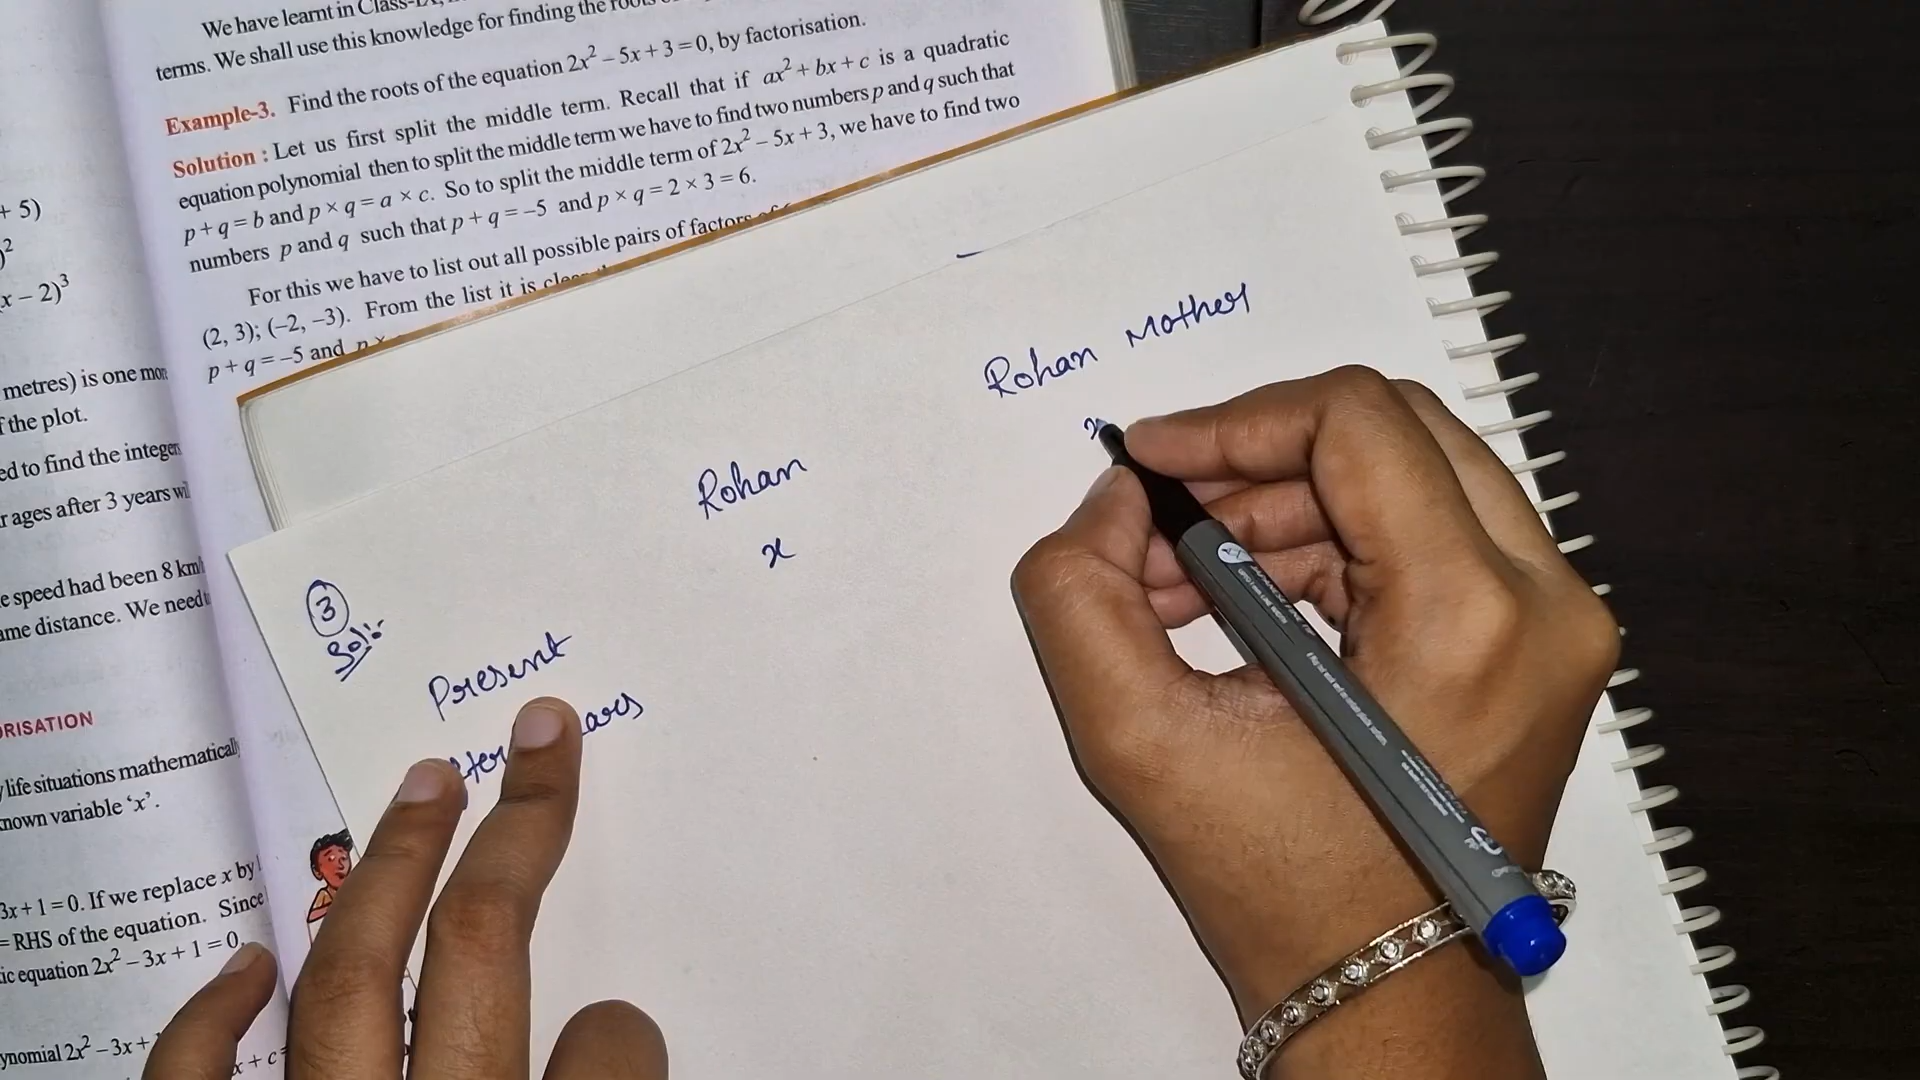 We have learnt in Class-IX,
terms. We shall use this knowledge for finding the roots
Example-3. Find the roots of the equation 2x² – 5x + 3 = 0, by factorisation.
Solution : Let us first split the middle term. Recall that if ax² + bx + c is a quadratic
equation polynomial then to split the middle term we have to find two numbers p and q such that
p + q = b and p × q = a × c. So to split the middle term of 2x² – 5x + 3, we have to find two
numbers p and q such that p + q = –5 and p × q = 2 × 3 = 6.
For this we have to list out all possible pairs of factors
(2, 3); (–2, –3). From the list it is
p + q = –5 and
+ 5)
)²
x – 2)³
metres) is one more
f the plot.
ed to find the integers
r ages after 3 years
e speed had been 8 km/
ame distance. We need
ORISATION
life situations mathematically
known variable ‘x’.
3x + 1 = 0. If we replace x by
= RHS of the equation. Since
ic equation 2x² – 3x + 1 = 0.
ynomial 2x² – 3x +
x + c =
Rohan Mother
x
Rohan
x
3
Sol:-
Present